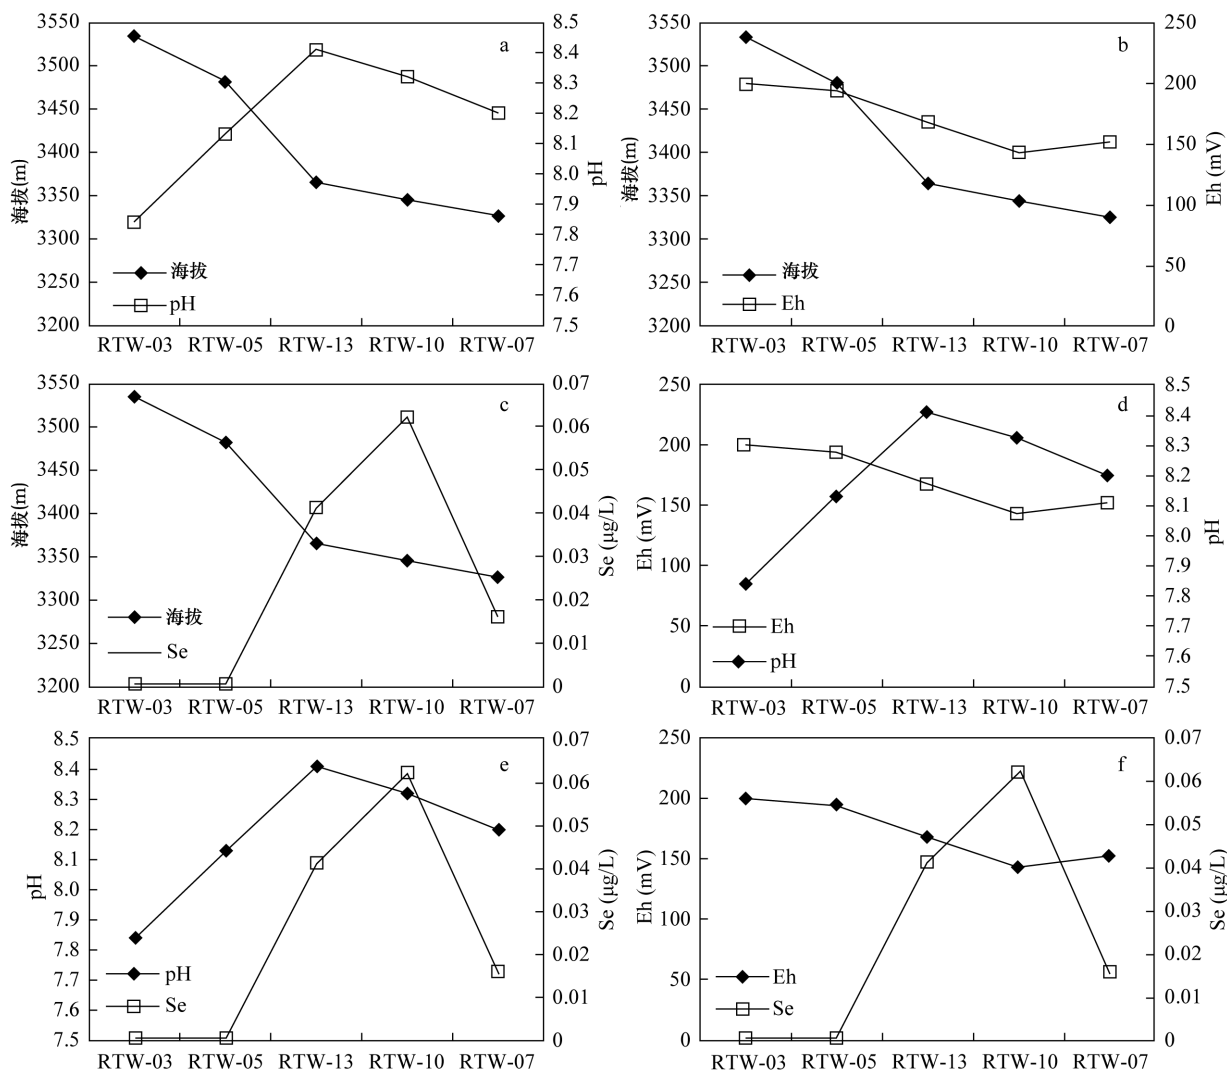 a
海拔(m)
3550
3500
3450
3400
3350
3300
3250
3200
8.5
8.4
8.3
8.2
8.1
8.0
7.9
7.8
7.7
7.6
7.5
pH
海拔
pH
RTW-03 RTW-05 RTW-13 RTW-10 RTW-07
b
海拔(m)
3550
3500
3450
3400
3350
3300
3250
3200
250
200
150
100
50
0
Eh (mV)
海拔
Eh
RTW-03 RTW-05 RTW-13 RTW-10 RTW-07
c
海拔(m)
3550
3500
3450
3400
3350
3300
3250
3200
0.07
0.06
0.05
0.04
0.03
0.02
0.01
0
Se (μg/L)
海拔
Se
RTW-03 RTW-05 RTW-13 RTW-10 RTW-07
d
Eh (mV)
250
200
150
100
50
0
8.5
8.4
8.3
8.2
8.1
8.0
7.9
7.8
7.7
7.6
7.5
pH
Eh
pH
RTW-03 RTW-05 RTW-13 RTW-10 RTW-07
e
pH
8.5
8.4
8.3
8.2
8.1
8.0
7.9
7.8
7.7
7.6
7.5
0.07
0.06
0.05
0.04
0.03
0.02
0.01
0
Se (μg/L)
pH
Se
RTW-03 RTW-05 RTW-13 RTW-10 RTW-07
f
Eh (mV)
250
200
150
100
50
0
0.07
0.06
0.05
0.04
0.03
0.02
0.01
0
Se (μg/L)
Eh
Se
RTW-03 RTW-05 RTW-13 RTW-10 RTW-07